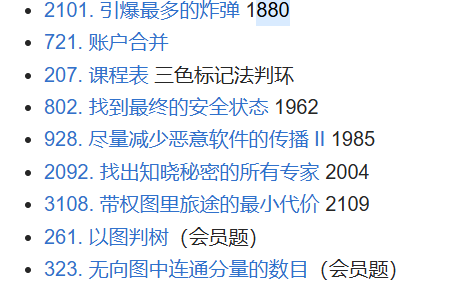 2101. 引爆最多的炸弹 1880
721. 账户合并
207. 课程表 三色标记法判环
802. 找到最终的安全状态 1962
928. 尽量减少恶意软件的传播 II 1985
2092. 找出知晓秘密的所有专家 2004
3108. 带权图里旅途的最小代价 2109
261. 以图判树（会员题）
323. 无向图中连通分量的数目（会员题）